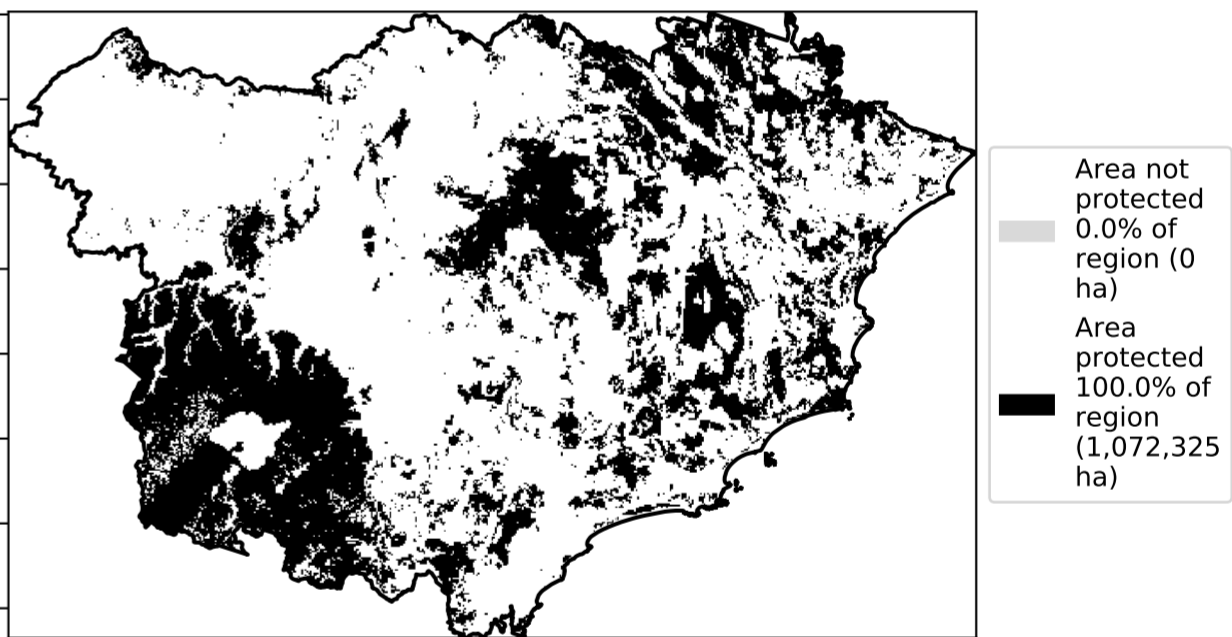 Area not
protected
0.0% of
region (0
ha)
Area
protected
100.0% of
region
(1,072,325
ha)